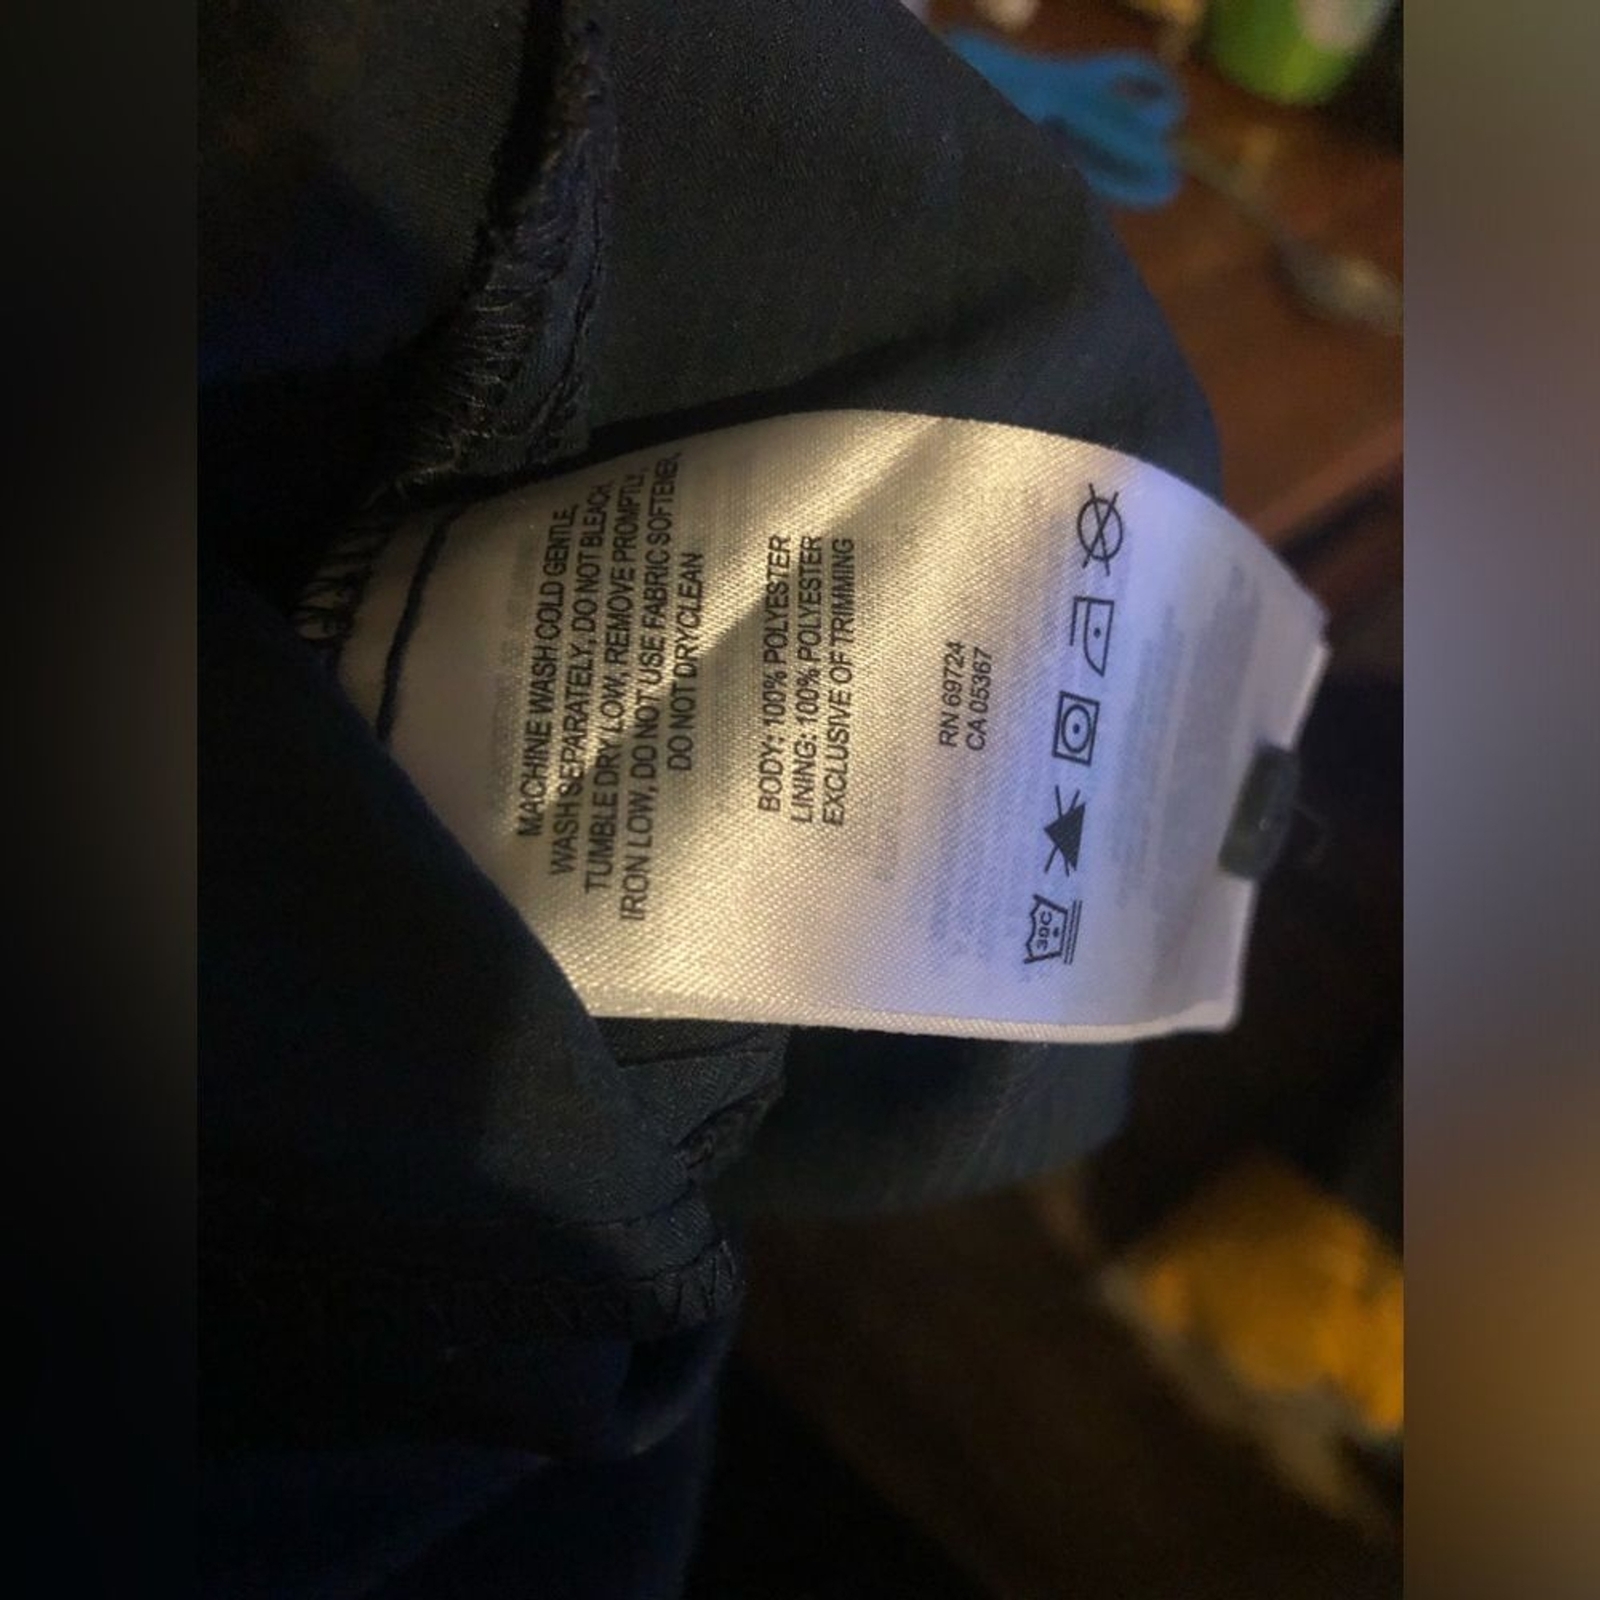 MACHINE WASH COLD GENTLE,
WASH SEPARATELY, DO NOT BLEACH,
TUMBLE DRY LOW, REMOVE PROMPTLY,
IRON LOW, DO NOT USE FABRIC SOFTENER,
DO NOT DRYCLEAN
BODY: 100% POLYESTER
LINING: 100% POLYESTER
EXCLUSIVE OF TRIMMING
RN 69724
CA 05367
30C